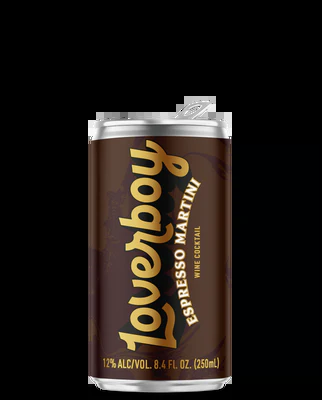 Loverboy
ESPRESSO MARTINI
WINE COCKTAIL
12% ALC/VOL. 8.4 FL. OZ. (250mL)